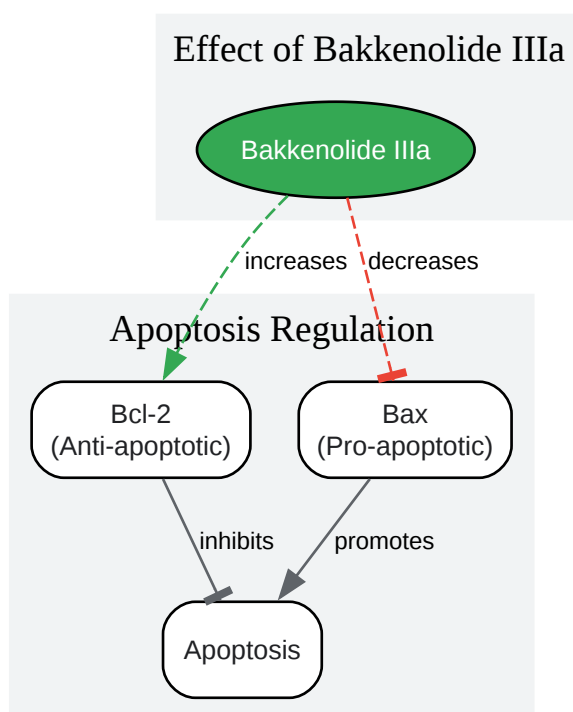 Effect of Bakkenolide IIIa
Bakkenolide IIIa
increases
decreases
Apoptosis Regulation
Bcl-2
(Anti-apoptotic)
Bax
(Pro-apoptotic)
inhibits
promotes
Apoptosis